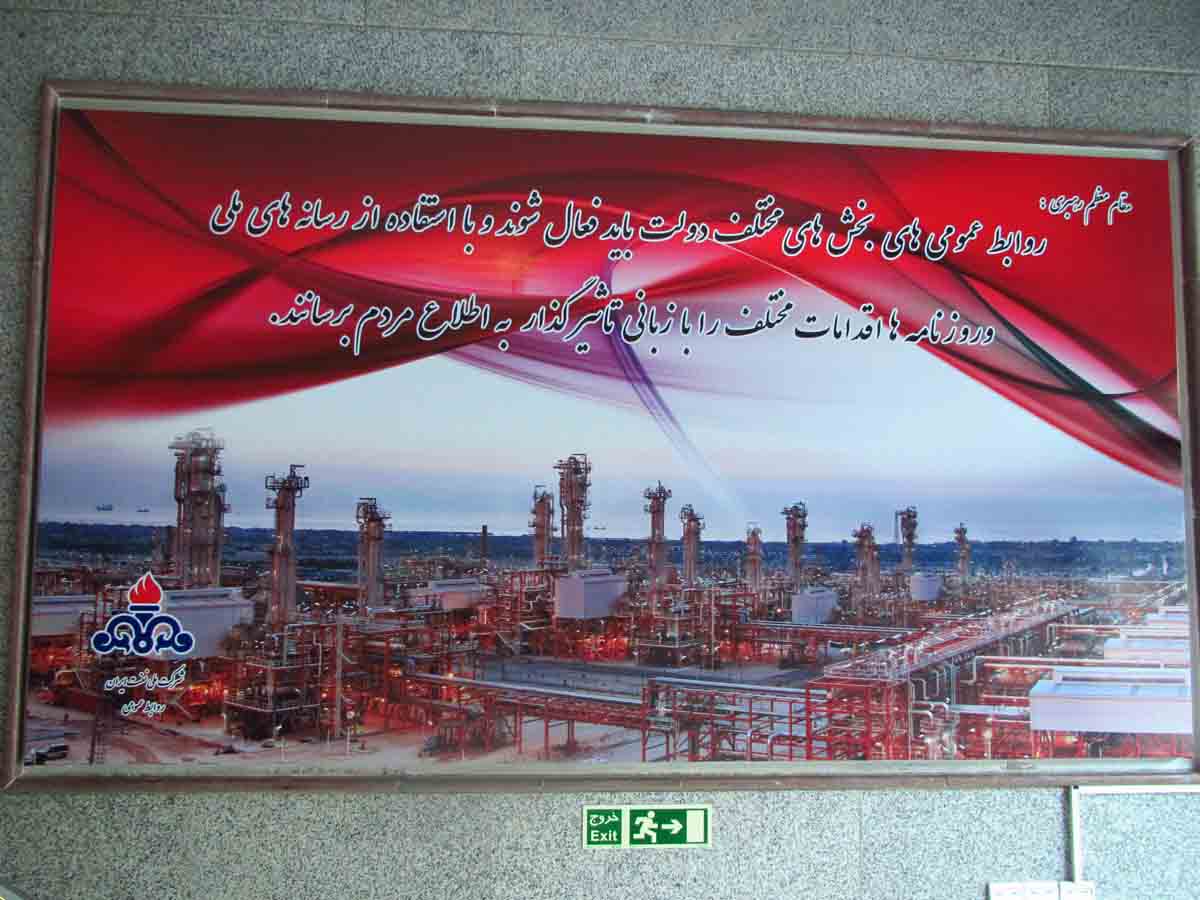 مقام معظم رهبری :
روابط عمومی های بخش های مختلف دولت باید فعال شوند و با استفاده از رسانه های ملی
و روزنامه ها اقدامات مختلف را با زبانی تاثیرگذار به اطلاع مردم برسانند.
شرکت ملی نفت ایران
روابط عمومی
خروج
Exit